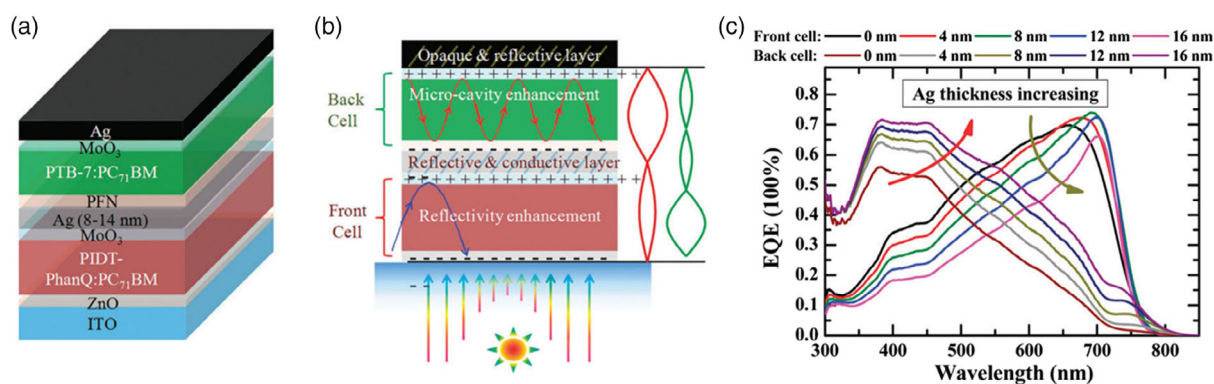 (a)
Ag
MoO₃
PTB-7:PC₇₁BM
PFN
Ag (8-14 nm)
MoO₃
PIDT-
PhanQ:PC₇₁BM
ZnO
ITO
(b)
Opaque & reflective layer
Back
Cell
Micro-cavity enhancement
Reflective & conductive layer
Front
Cell
Reflectivity enhancement
(c)
Front cell: 0 nm 4 nm 8 nm 12 nm 16 nm
Back cell: 0 nm 4 nm 8 nm 12 nm 16 nm
Ag thickness increasing
EQE (100%)
0.8
0.7
0.6
0.5
0.4
0.3
0.2
0.1
0.0
300 400 500 600 700 800
Wavelength (nm)